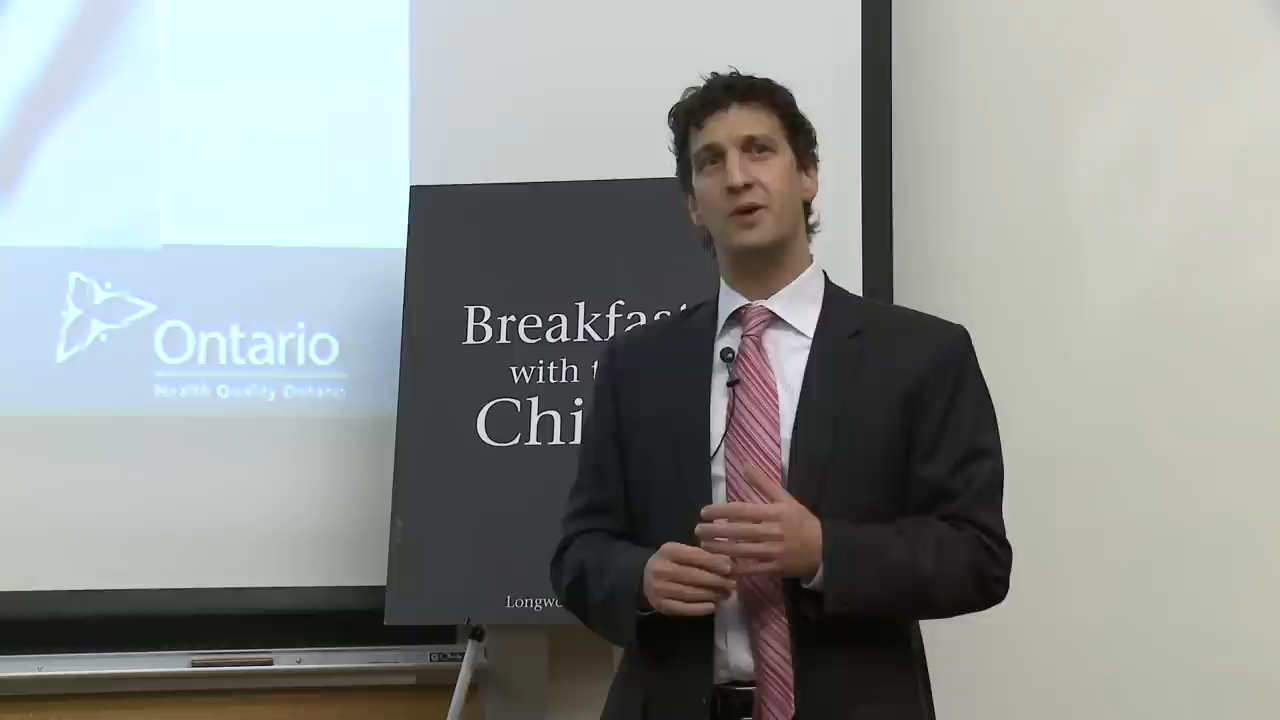 Ontario
Health Quality Ontario
Breakfas
with t
Chi
Longwo